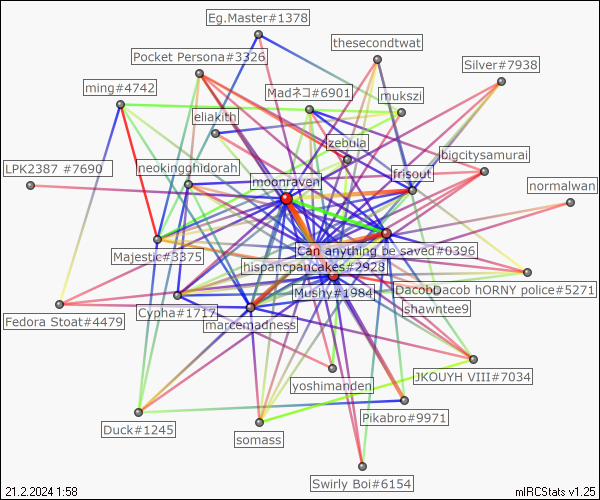 Eg.Master#1378
thesecondtwat
Pocket Persona#3326
Silver#7938
ming#4742
Madネコ#6901
mukszi
eliakith
zebula
bigcitysamurai
LPK2387 #7690
neokingghidorah
frisout
moonraven
normalwan
Can anything be saved#0396
Majestic#3375
hispancpancakes#2928
DacobDacob hORNY police#5271
Mushy#1984
Cypha#1717
shawntee9
Fedora Stoat#4479
marcemadness
JKOUYH VIII#7034
yoshimanden
Pikabro#9971
Duck#1245
somass
Swirly Boi#6154
21.2.2024 1:58
mIRCStats v1.25